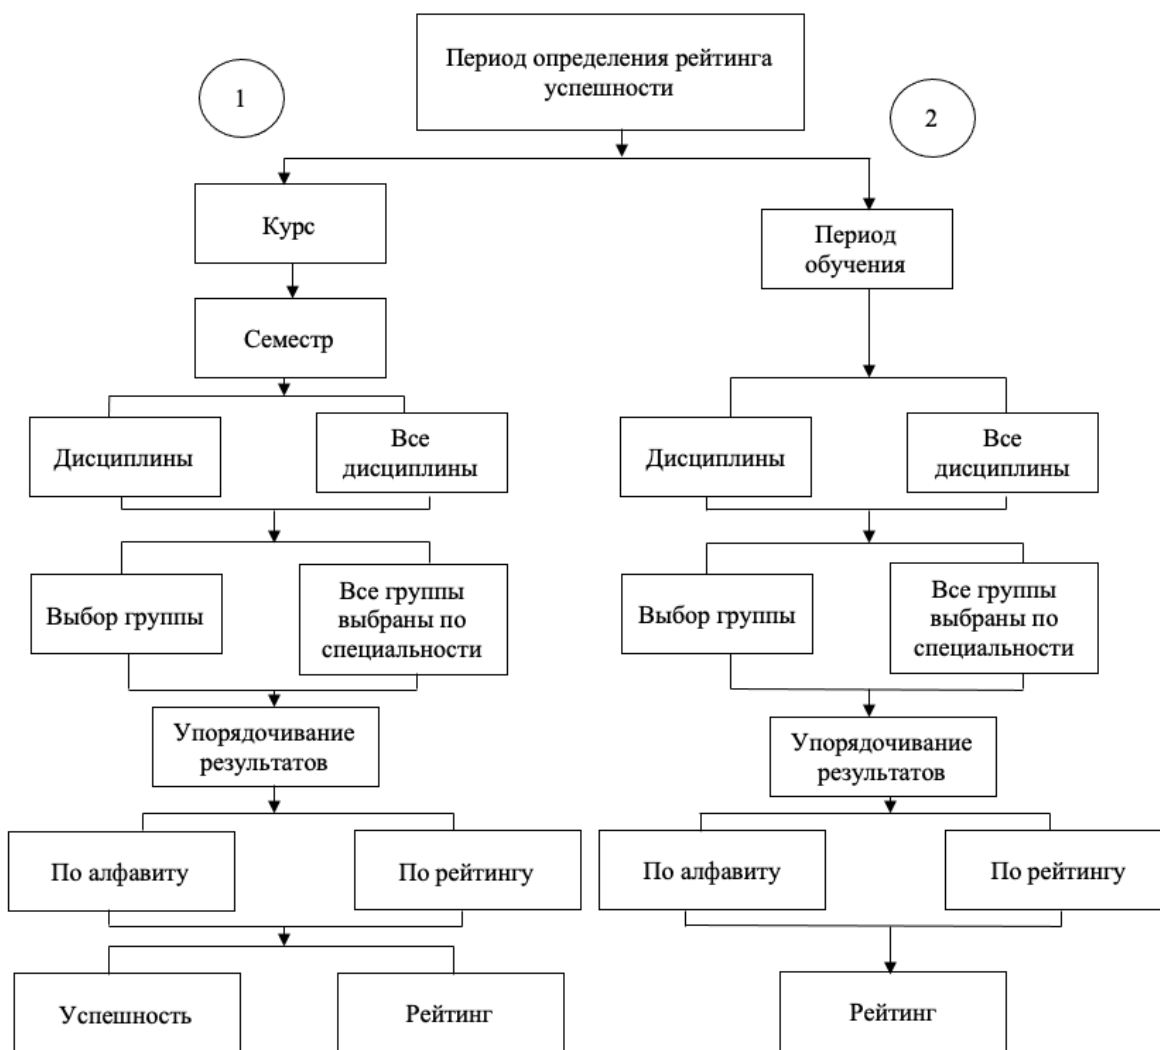 Период определения рейтинга
успешности
1
2
Курс
Период
обучения
Семестр
Дисциплины
Все
дисциплины
Дисциплины
Все
дисциплины
Выбор группы
Все группы
выбраны по
специальности
Выбор группы
Все группы
выбраны по
специальности
Упорядочивание
результатов
Упорядочивание
результатов
По алфавиту
По рейтингу
По алфавиту
По рейтингу
Успешность
Рейтинг
Рейтинг